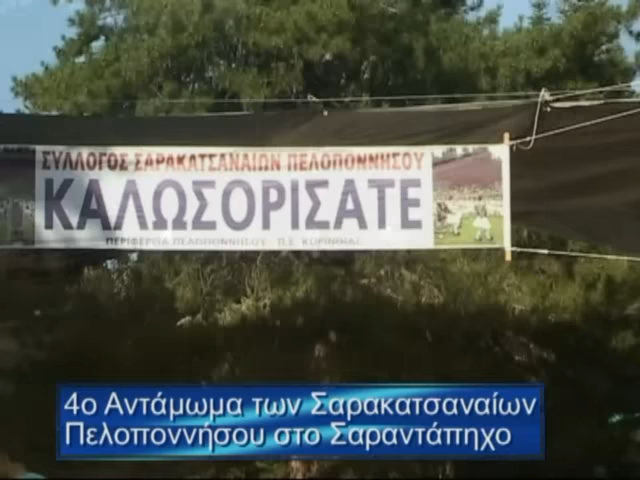 ΣΥΛΛΟΓΟΣ ΣΑΡΑΚΑΤΣΑΝΑΙΩΝ ΠΕΛΟΠΟΝΝΗΣΟΥ
ΚΑΛΩΣΟΡΙΣΑΤΕ
ΠΕΡΙΦΕΡΕΙΑ ΠΕΛΟΠΟΝΝΗΣΟΥ Π.Ε ΚΟΡΙΝΘΙΑΣ
4ο Αντάμωμα των Σαρακατσαναίων
Πελοποννήσου στο Σαραντάπηχο